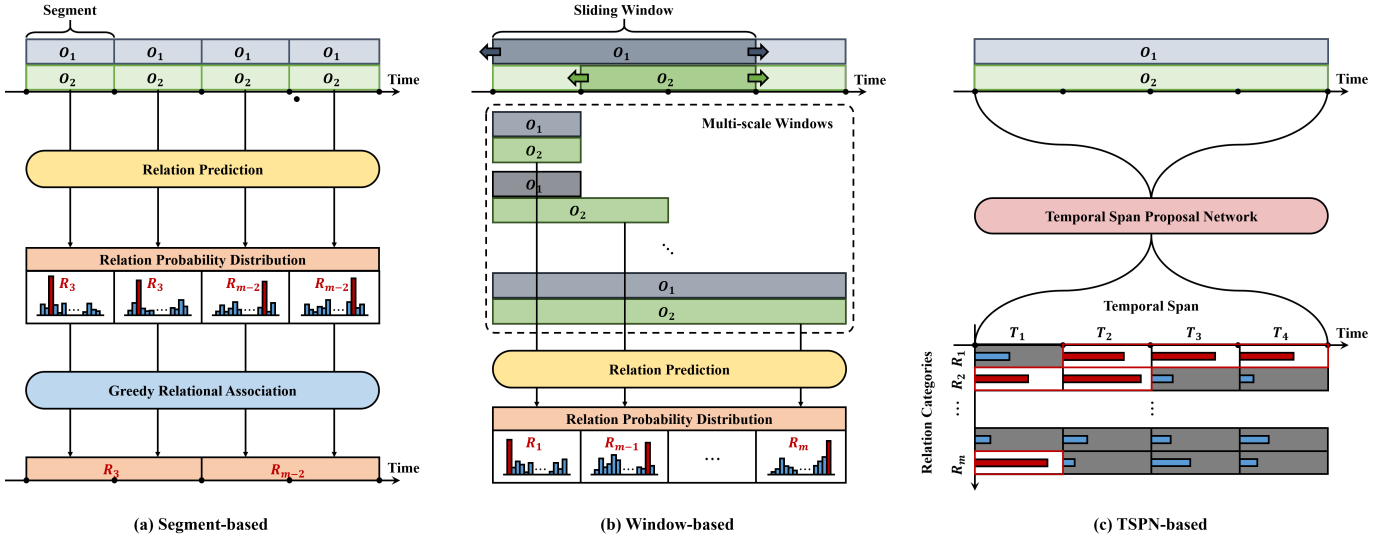 Segment
O₁ O₁ O₁ O₁
O₂ O₂ O₂ O₂
Time
Relation Prediction
Relation Probability Distribution
R₃ R₃ Rₘ₋₂ Rₘ₋₂
... ... ... ...
Greedy Relational Association
R₃ Rₘ₋₂
Time
(a) Segment-based
Sliding Window
O₁
O₂
Time
Multi-scale Windows
O₁
O₂
O₁
O₂
...
O₁
O₂
Relation Prediction
Relation Probability Distribution
R₁ Rₘ₋₁ ... Rₘ
... ... ...
(b) Window-based
O₁
O₂
Time
Temporal Span Proposal Network
Temporal Span
T₁ T₂ T₃ T₄
Time
Relation Categories
R₁
R₂
... ...
Rₘ
(c) TSPN-based